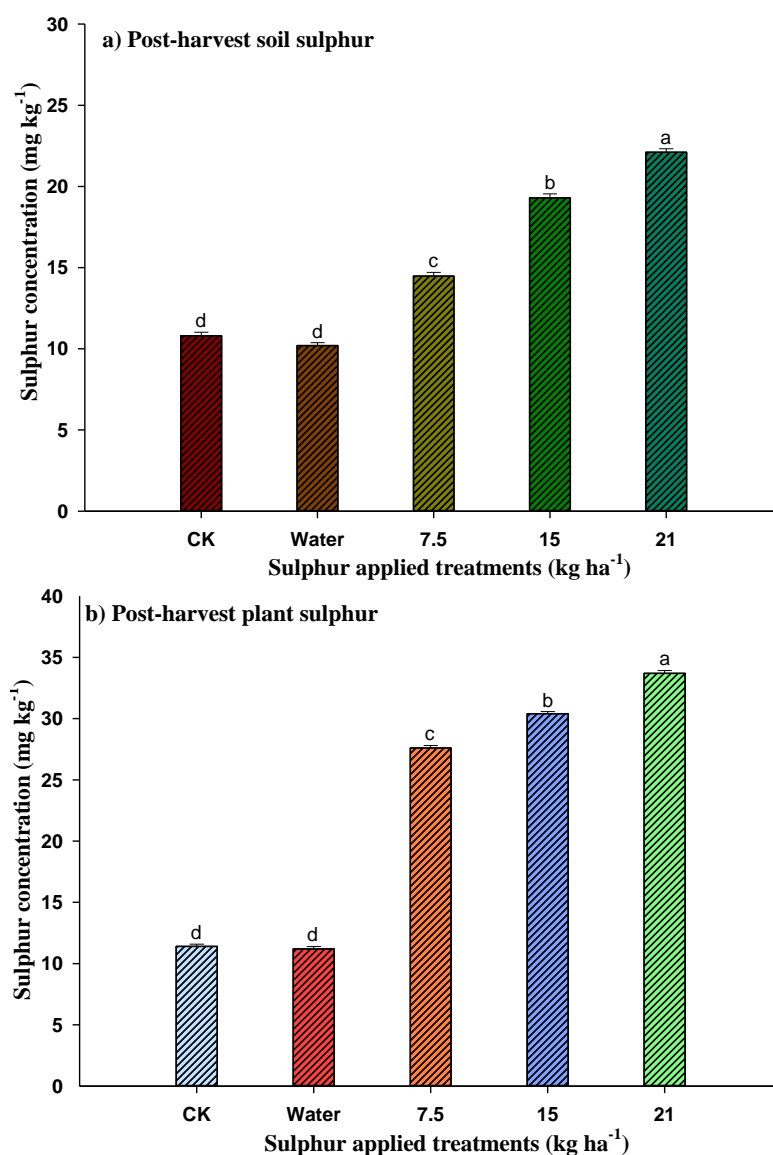 a) Post-harvest soil sulphur
Sulphur concentration (mg kg⁻¹)
30
25
20
15
10
5
0
d
d
c
b
a
CK Water 7.5 15 21
Sulphur applied treatments (kg ha⁻¹)
b) Post-harvest plant sulphur
Sulphur concentration (mg kg⁻¹)
40
35
30
25
20
15
10
5
0
d
d
c
b
a
CK Water 7.5 15 21
Sulphur applied treatments (kg ha⁻¹)